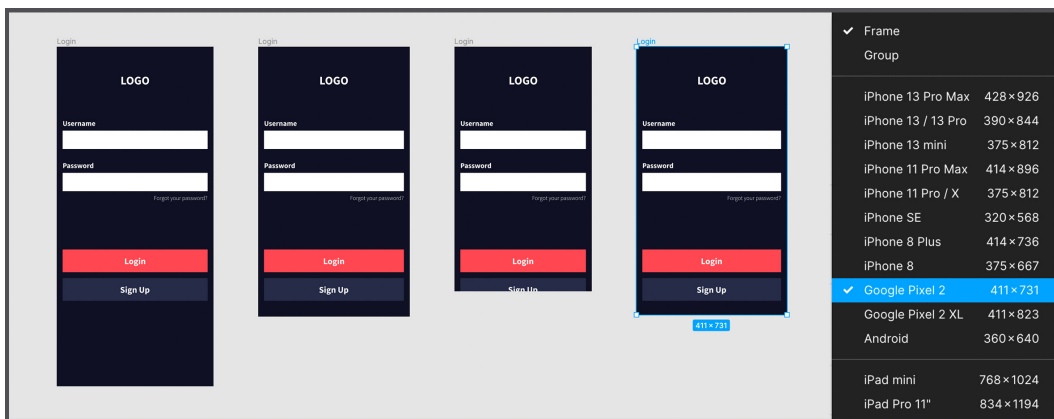 Login
LOGO
Username
Password
Forgot your password?
Login
Sign Up
Login
LOGO
Username
Password
Forgot your password?
Login
Sign Up
Login
LOGO
Username
Password
Forgot your password?
Login
Sign Up
Login
LOGO
Username
Password
Forgot your password?
Login
Sign Up
411 × 731
Frame
Group
iPhone 13 Pro Max 428×926
iPhone 13 / 13 Pro 390×844
iPhone 13 mini 375×812
iPhone 11 Pro Max 414×896
iPhone 11 Pro / X 375×812
iPhone SE 320×568
iPhone 8 Plus 414×736
iPhone 8 375×667
Google Pixel 2 411×731
Google Pixel 2 XL 411×823
Android 360×640
iPad mini 768×1024
iPad Pro 11" 834×1194